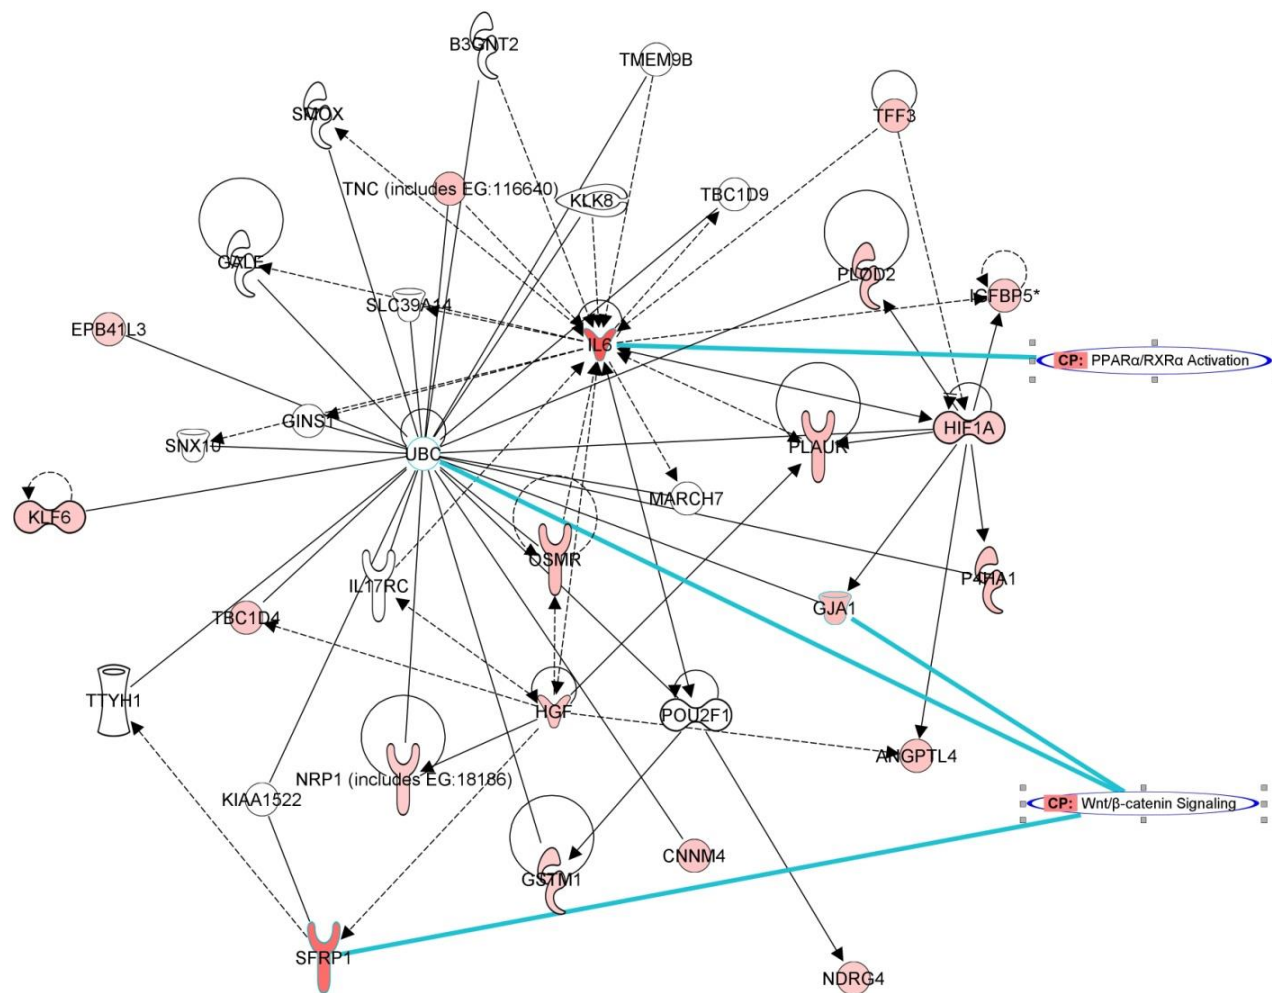 B3GNT2
TMEM9B
SMOX
TFF3
TNC (includes EG:116640)
KLK8
TBC1D9
GALE
PLOD2
IGFBP5*
SLC39A14
EPB41L3
IL6
CP: PPARα/RXRα Activation
GINS1
HIF1A
SNX10
UBC
PLAUR
MARCH7
KLF6
OSMR
IL17RC
P4HA1
GJA1
TBC1D4
TTYH1
HGF
POU2F1
ANGPTL4
NRP1 (includes EG:18186)
KIAA1522
CP: Wnt/β-catenin Signaling
CNNM4
GSTM1
SFRP1
NDRG4